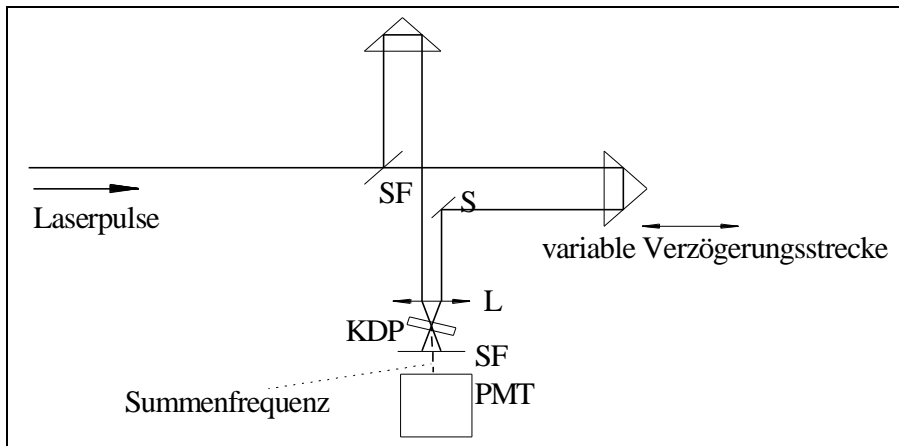 SF
S
Laserpulse
variable Verzögerungsstrecke
L
KDP
SF
PMT
Summenfrequenz